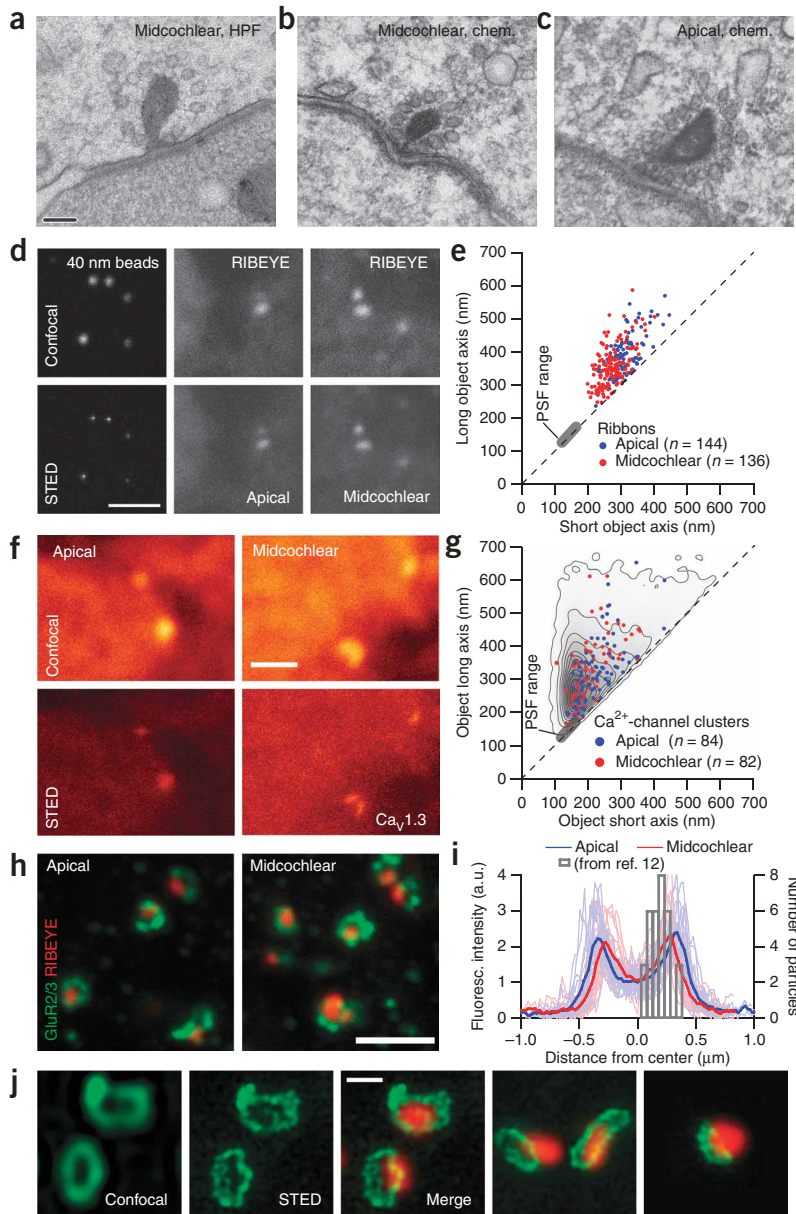 a
Midcochlear, HPF
b
Midcochlear, chem.
c
Apical, chem.
d
40 nm beads
RIBEYE
RIBEYE
Confocal
STED
Apical
Midcochlear
e
700
600
500
400
300
200
100
0
Long object axis (nm)
PSF range
Ribbons
Apical (n = 144)
Midcochlear (n = 136)
0 100 200 300 400 500 600 700
Short object axis (nm)
f
Apical
Midcochlear
Confocal
STED
CaV1.3
g
700
600
500
400
300
200
100
0
Object long axis (nm)
PSF range
Ca2+-channel clusters
Apical (n = 84)
Midcochlear (n = 82)
0 100 200 300 400 500 600 700
Object short axis (nm)
h
Apical
Midcochlear
GluR2/3 RIBEYE
i
Apical
Midcochlear
(from ref. 12)
4
3
2
1
0
Fluoresc. intensity (a.u.)
8
6
4
2
0
Number of particles
–1.0 –0.5 0.0 0.5 1.0
Distance from center (μm)
j
Confocal
STED
Merge